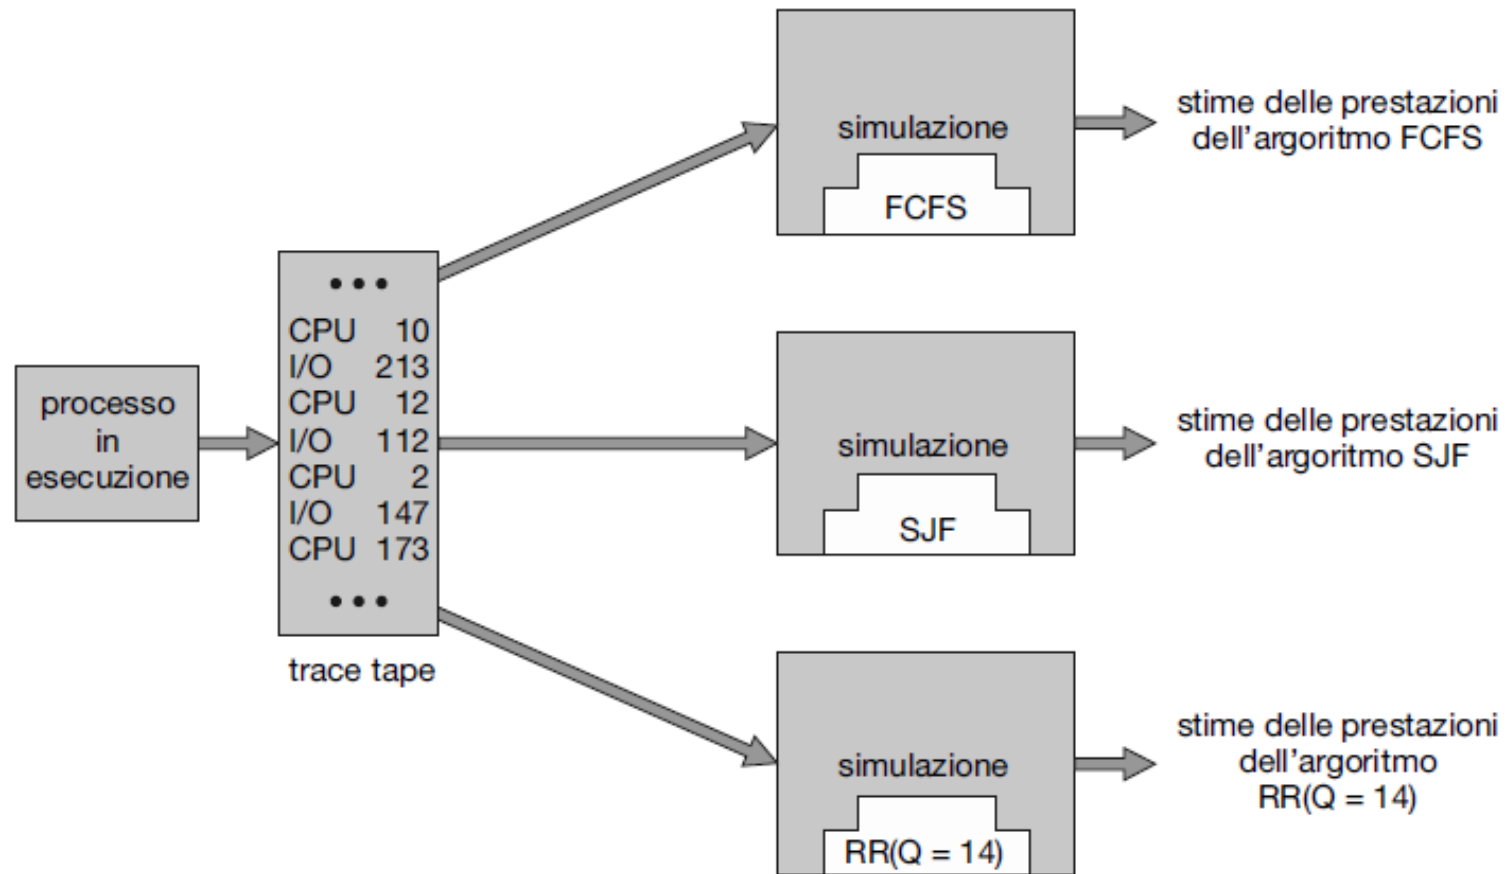 processo
in
esecuzione
•••
CPU 10
I/O 213
CPU 12
I/O 112
CPU 2
I/O 147
CPU 173
•••
trace tape
simulazione
FCFS
stime delle prestazioni
dell'argoritmo FCFS
simulazione
SJF
stime delle prestazioni
dell'argoritmo SJF
simulazione
RR(Q = 14)
stime delle prestazioni
dell'argoritmo
RR(Q = 14)